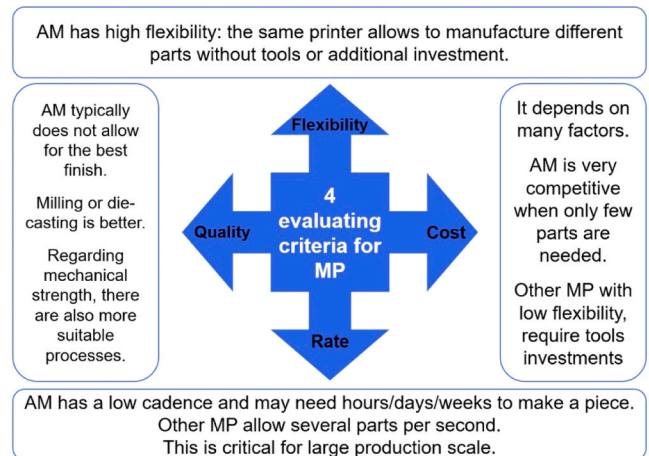 AM has high flexibility: the same printer allows to manufacture different
parts without tools or additional investment.
AM typically
does not allow
for the best
finish.
Milling or die-
casting is better.
Regarding
mechanical
strength, there
are also more
suitable
processes.
Flexibility
Quality
4
evaluating
criteria for
MP
Cost
Rate
It depends on
many factors.
AM is very
competitive
when only few
parts are
needed.
Other MP with
low flexibility,
require tools
investments
AM has a low cadence and may need hours/days/weeks to make a piece.
Other MP allow several parts per second.
This is critical for large production scale.